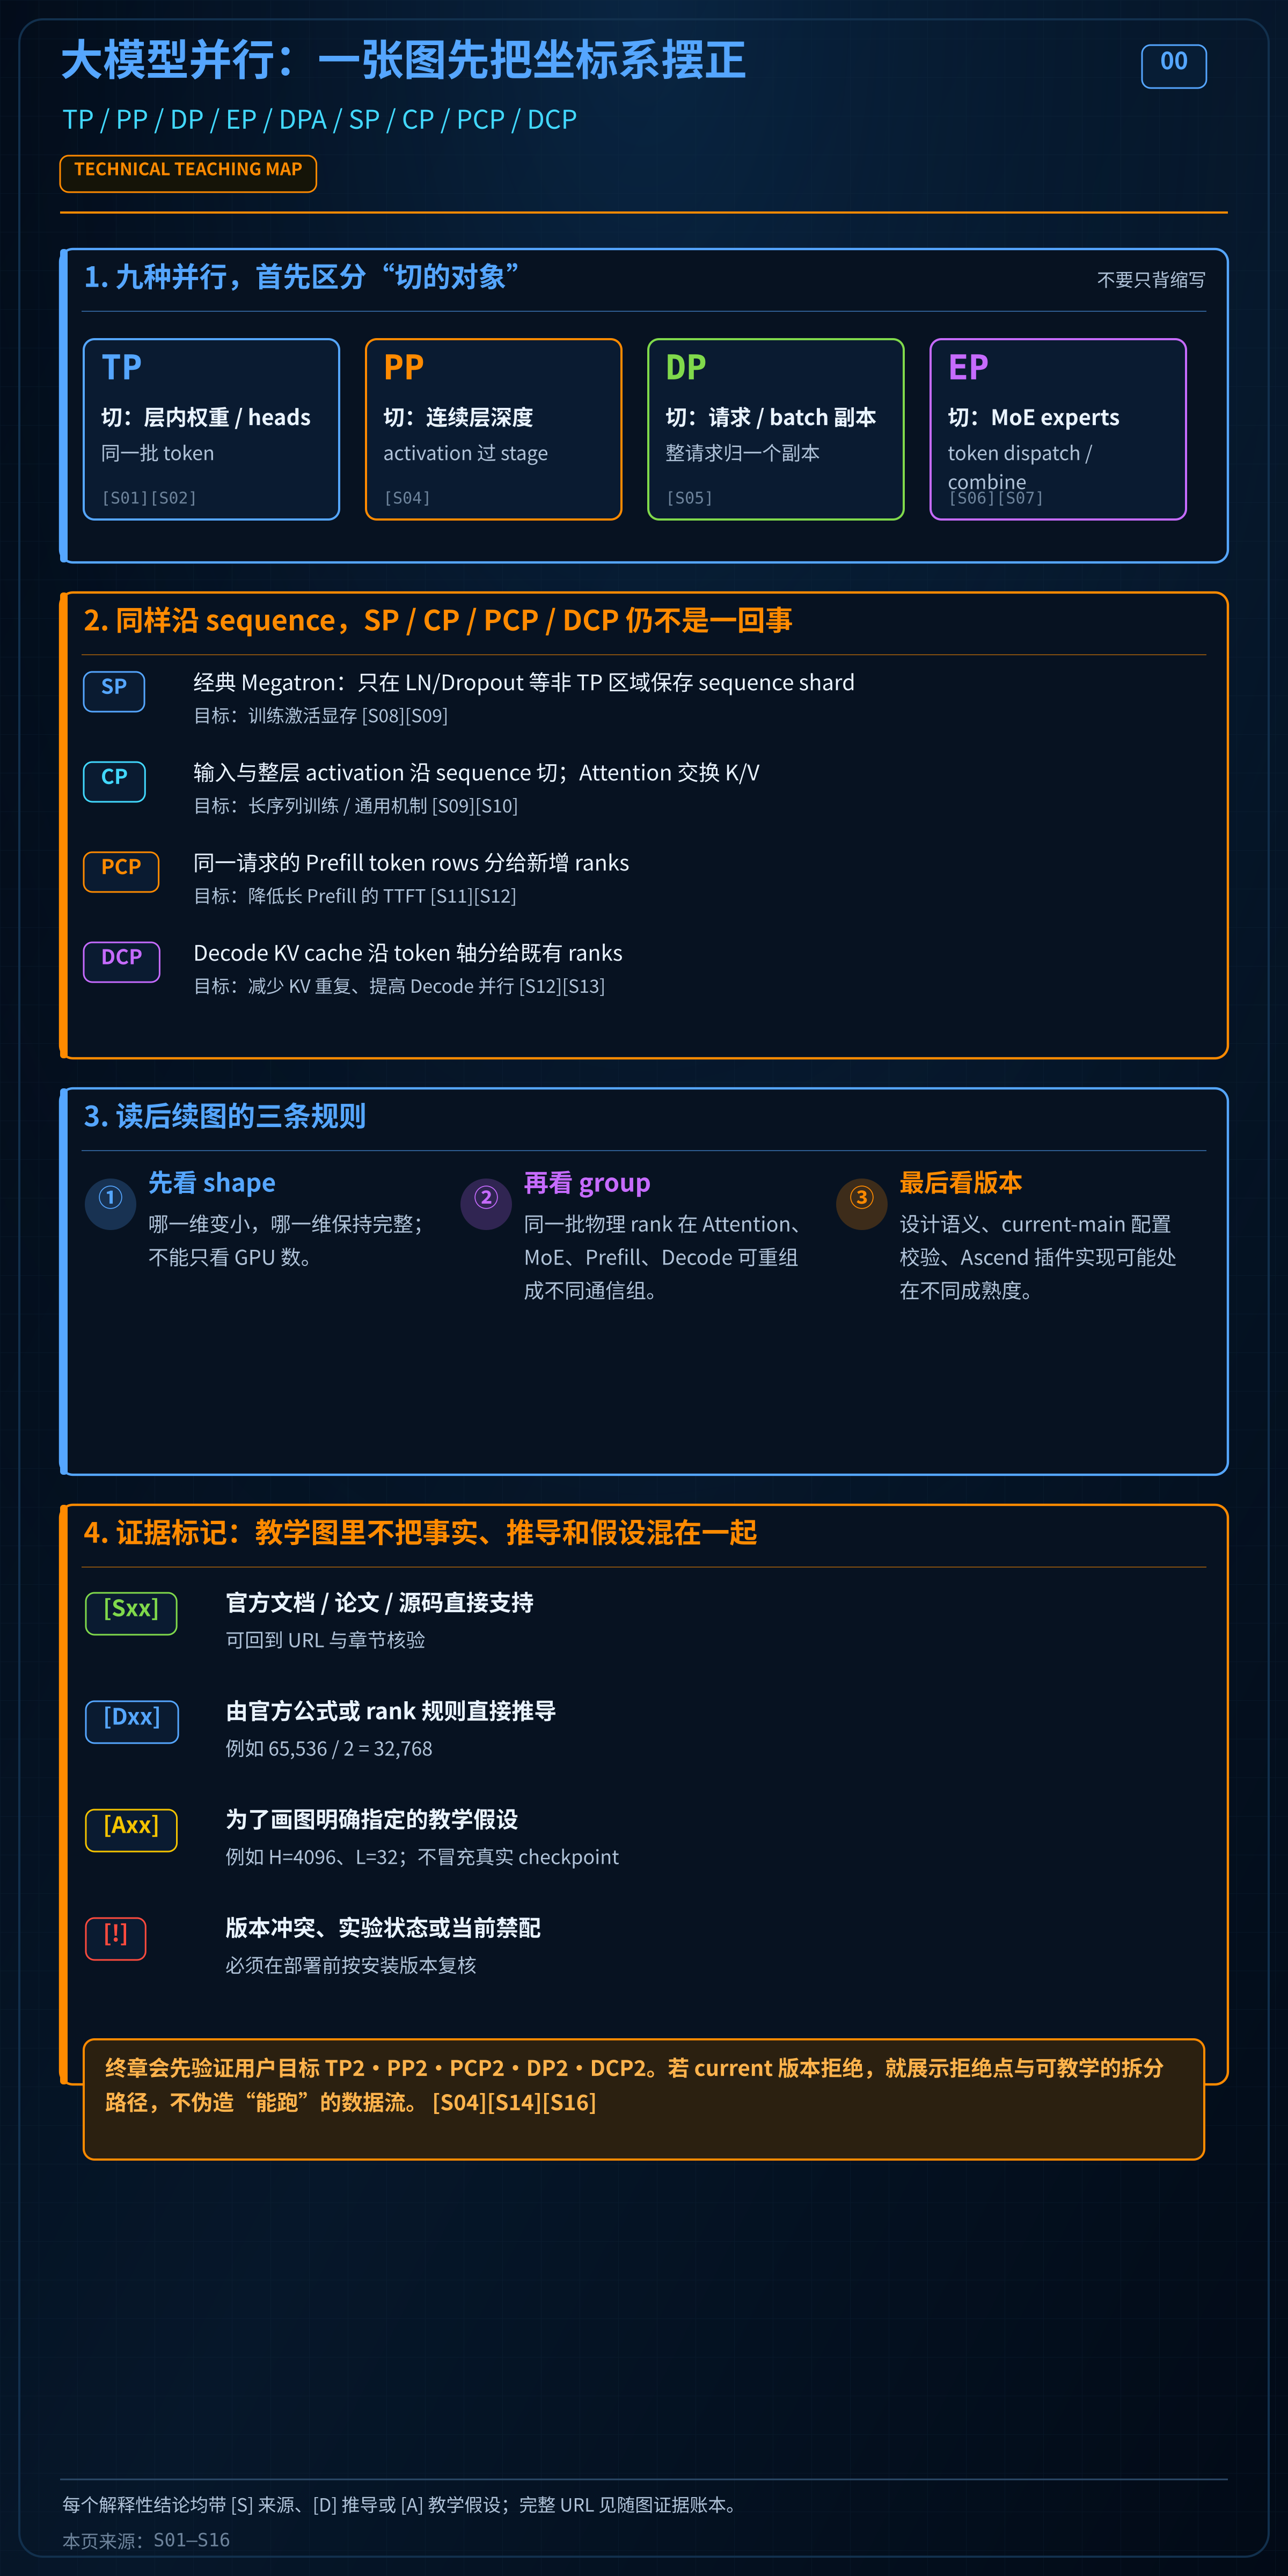 大模型并行：一张图先把坐标系摆正
00
TP / PP / DP / EP / DPA / SP / CP / PCP / DCP
TECHNICAL TEACHING MAP
1. 九种并行，首先区分“切的对象”
不要只背缩写
TP
切：层内权重 / heads
同一批 token
[S01][S02]
PP
切：连续层深度
activation 过 stage
[S04]
DP
切：请求 / batch 副本
整请求归一个副本
[S05]
EP
切：MoE experts
token dispatch /
combine
[S06][S07]
2. 同样沿 sequence，SP / CP / PCP / DCP 仍不是一回事
SP
经典 Megatron：只在 LN/Dropout 等非 TP 区域保存 sequence shard
目标：训练激活显存 [S08][S09]
CP
输入与整层 activation 沿 sequence 切；Attention 交换 K/V
目标：长序列训练 / 通用机制 [S09][S10]
PCP
同一请求的 Prefill token rows 分给新增 ranks
目标：降低长 Prefill 的 TTFT [S11][S12]
DCP
Decode KV cache 沿 token 轴分给既有 ranks
目标：减少 KV 重复、提高 Decode 并行 [S12][S13]
3. 读后续图的三条规则
①
先看 shape
哪一维变小，哪一维保持完整；
不能只看 GPU 数。
②
再看 group
同一批物理 rank 在 Attention、
MoE、Prefill、Decode 可重组
成不同通信组。
③
最后看版本
设计语义、current-main 配置
校验、Ascend 插件实现可能处
在不同成熟度。
4. 证据标记：教学图里不把事实、推导和假设混在一起
[Sxx]
官方文档 / 论文 / 源码直接支持
可回到 URL 与章节核验
[Dxx]
由官方公式或 rank 规则直接推导
例如 65,536 / 2 = 32,768
[Axx]
为了画图明确指定的教学假设
例如 H=4096、L=32；不冒充真实 checkpoint
[!]
版本冲突、实验状态或当前禁配
必须在部署前按安装版本复核
终章会先验证用户目标 TP2・PP2・PCP2・DP2・DCP2。若 current 版本拒绝，就展示拒绝点与可教学的拆分
路径，不伪造“能跑”的数据流。 [S04][S14][S16]
每个解释性结论均带 [S] 来源、[D] 推导或 [A] 教学假设；完整 URL 见随图证据账本。
本页来源：S01—S16